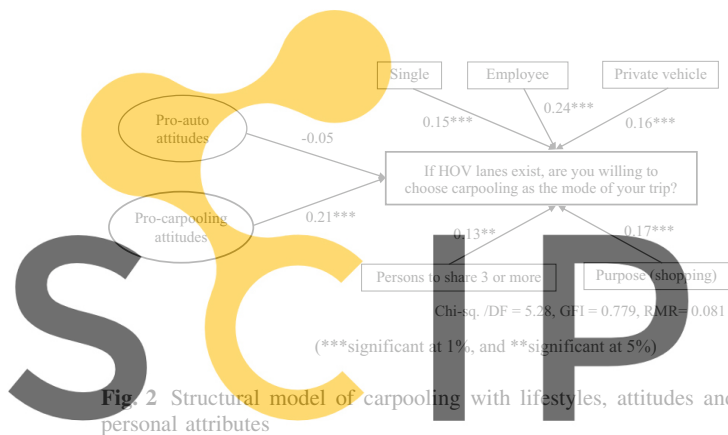 Single Employee Private vehicle
Pro-auto
attitudes
0.15*** 0.24*** 0.16***
-0.05
If HOV lanes exist, are you willing to
choose carpooling as the mode of your trip?
Pro-carpooling
attitudes
0.21***
0.13** 0.17***
Persons to share 3 or more Purpose (shopping)
Chi-sq. /DF = 5.28, GFI = 0.779, RMR= 0.081
(***significant at 1%, and **significant at 5%)
SCIP
Fig. 2 Structural model of carpooling with lifestyles, attitudes and
personal attributes